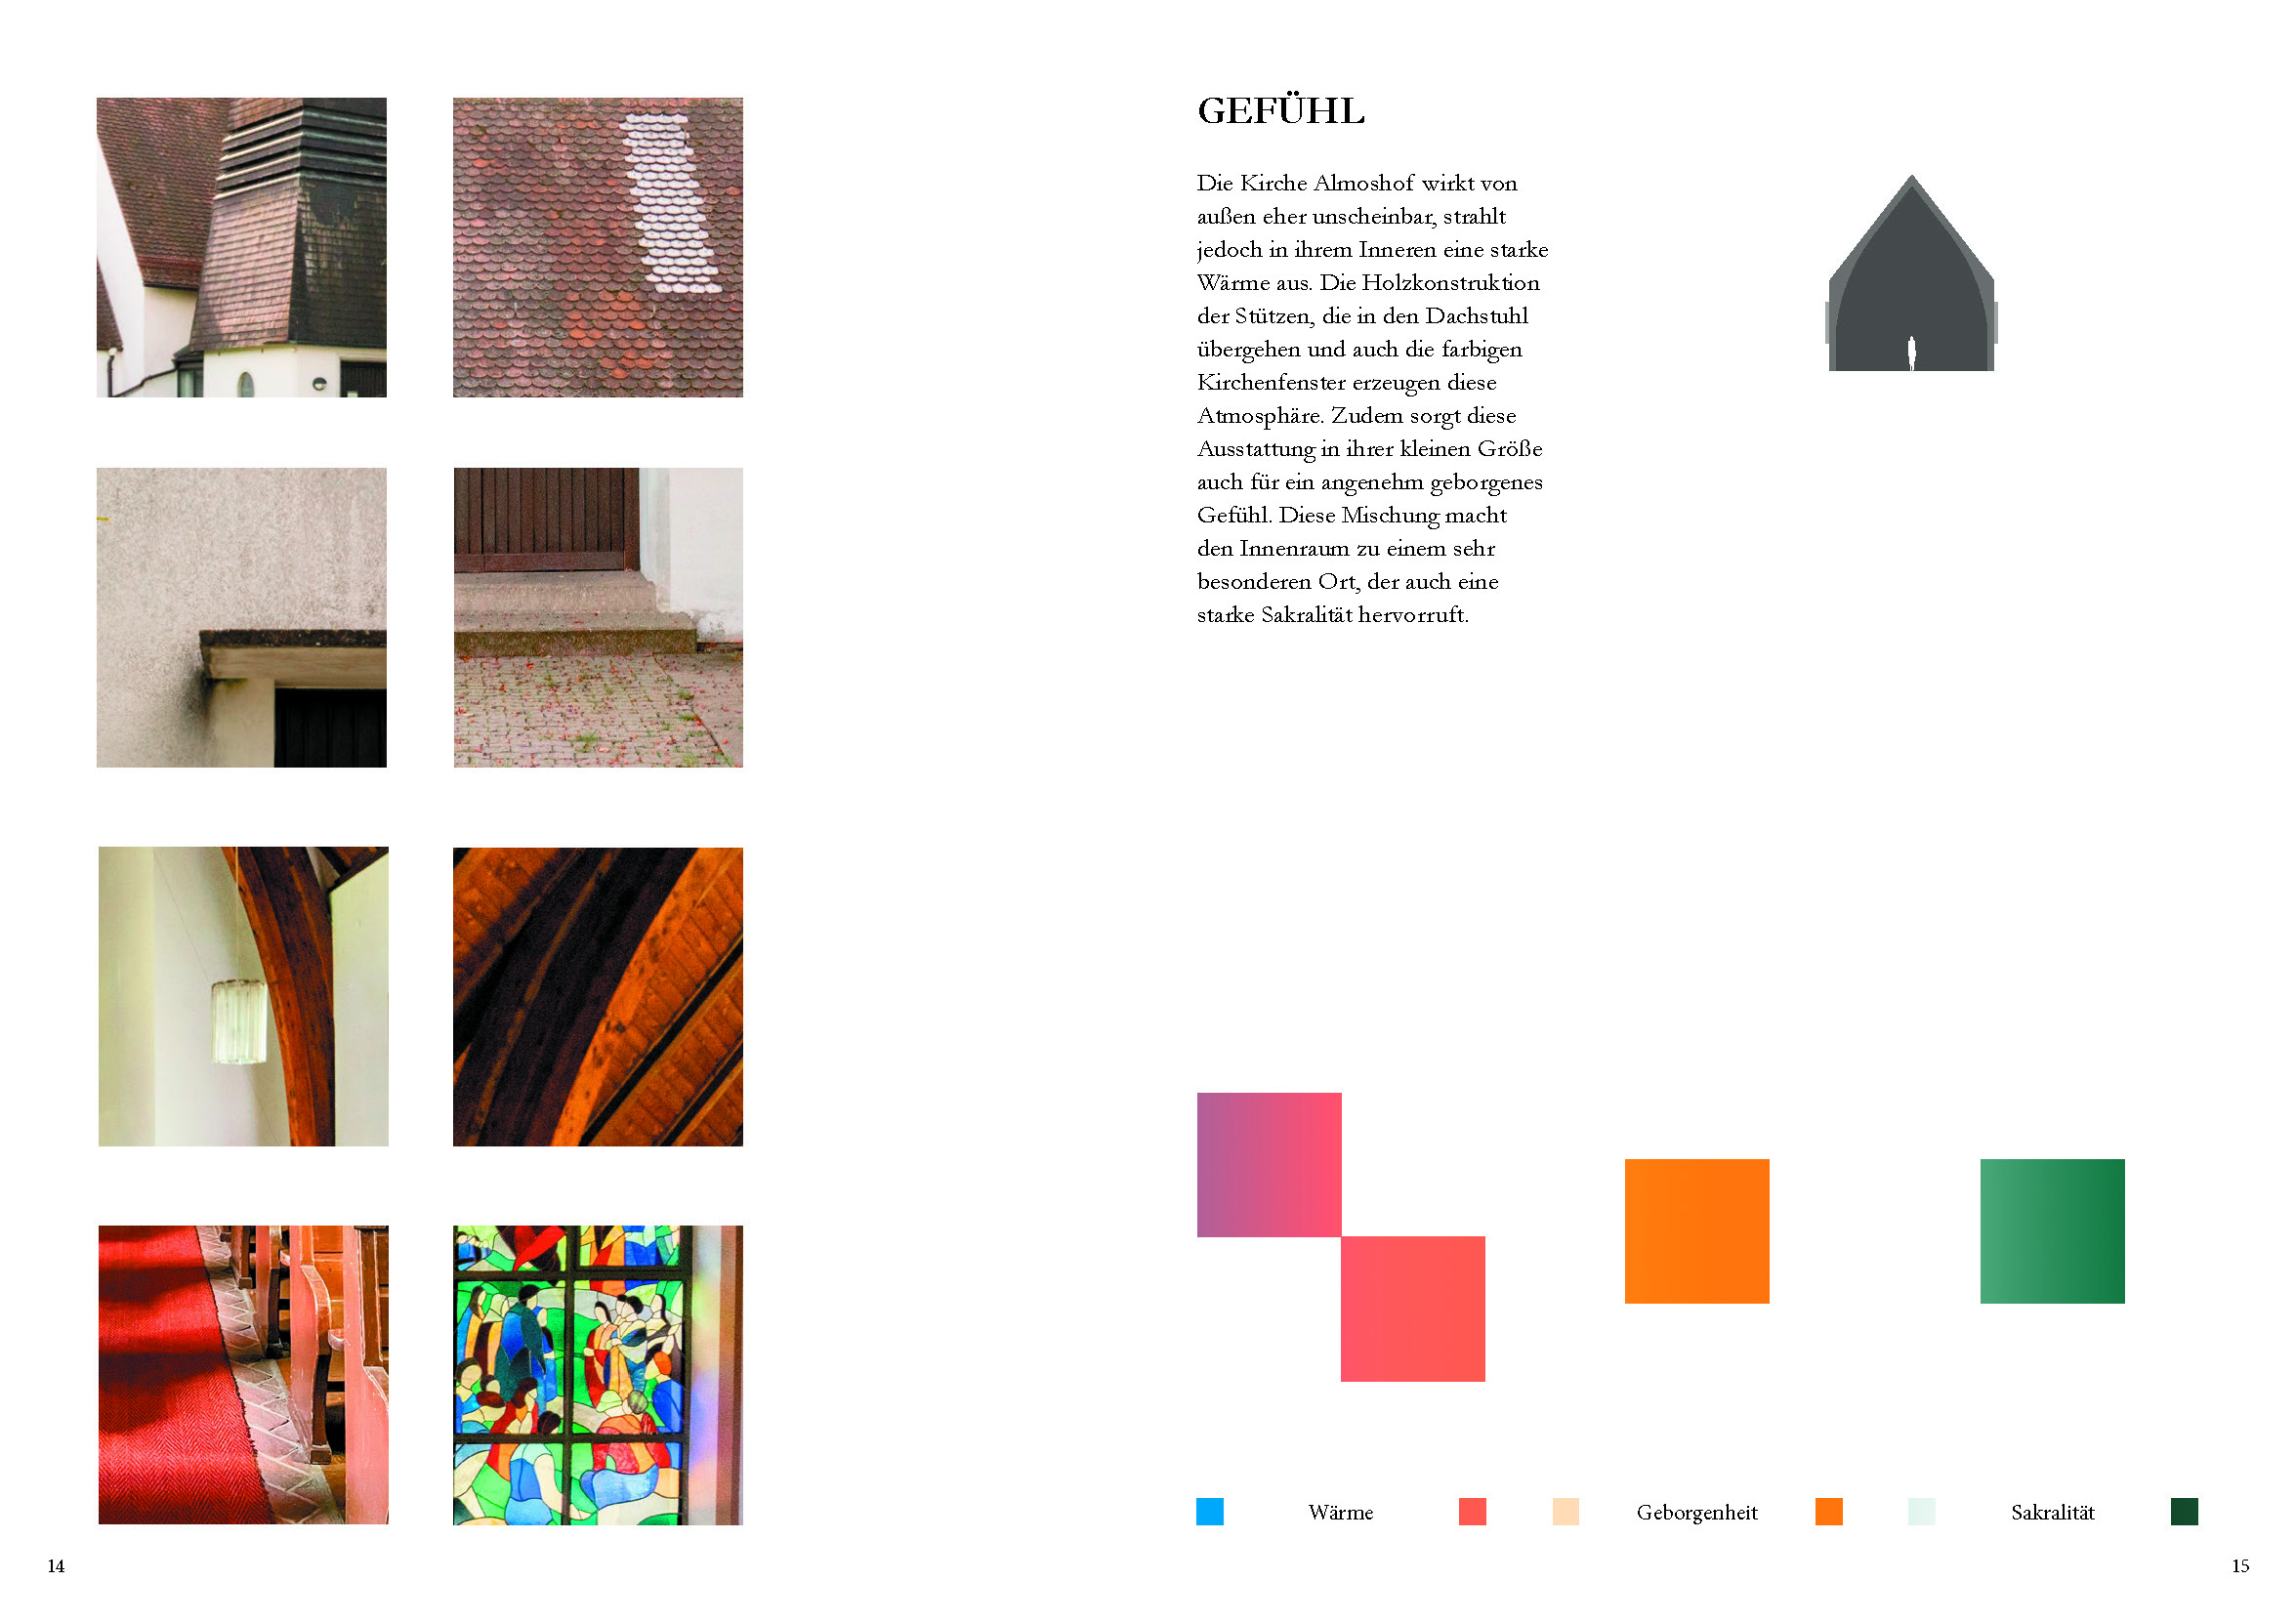 GEFÜHL
Die Kirche Almoshof wirkt von
außen eher unscheinbar, strahlt
jedoch in ihrem Inneren eine starke
Wärme aus. Die Holzkonstruktion
der Stützen, die in den Dachstuhl
übergehen und auch die farbigen
Kirchenfenster erzeugen diese
Atmosphäre. Zudem sorgt diese
Ausstattung in ihrer kleinen Größe
auch für ein angenehm geborgenes
Gefühl. Diese Mischung macht
den Innenraum zu einem sehr
besonderen Ort, der auch eine
starke Sakralität hervorruft.
Wärme
Geborgenheit
Sakralität
14
15